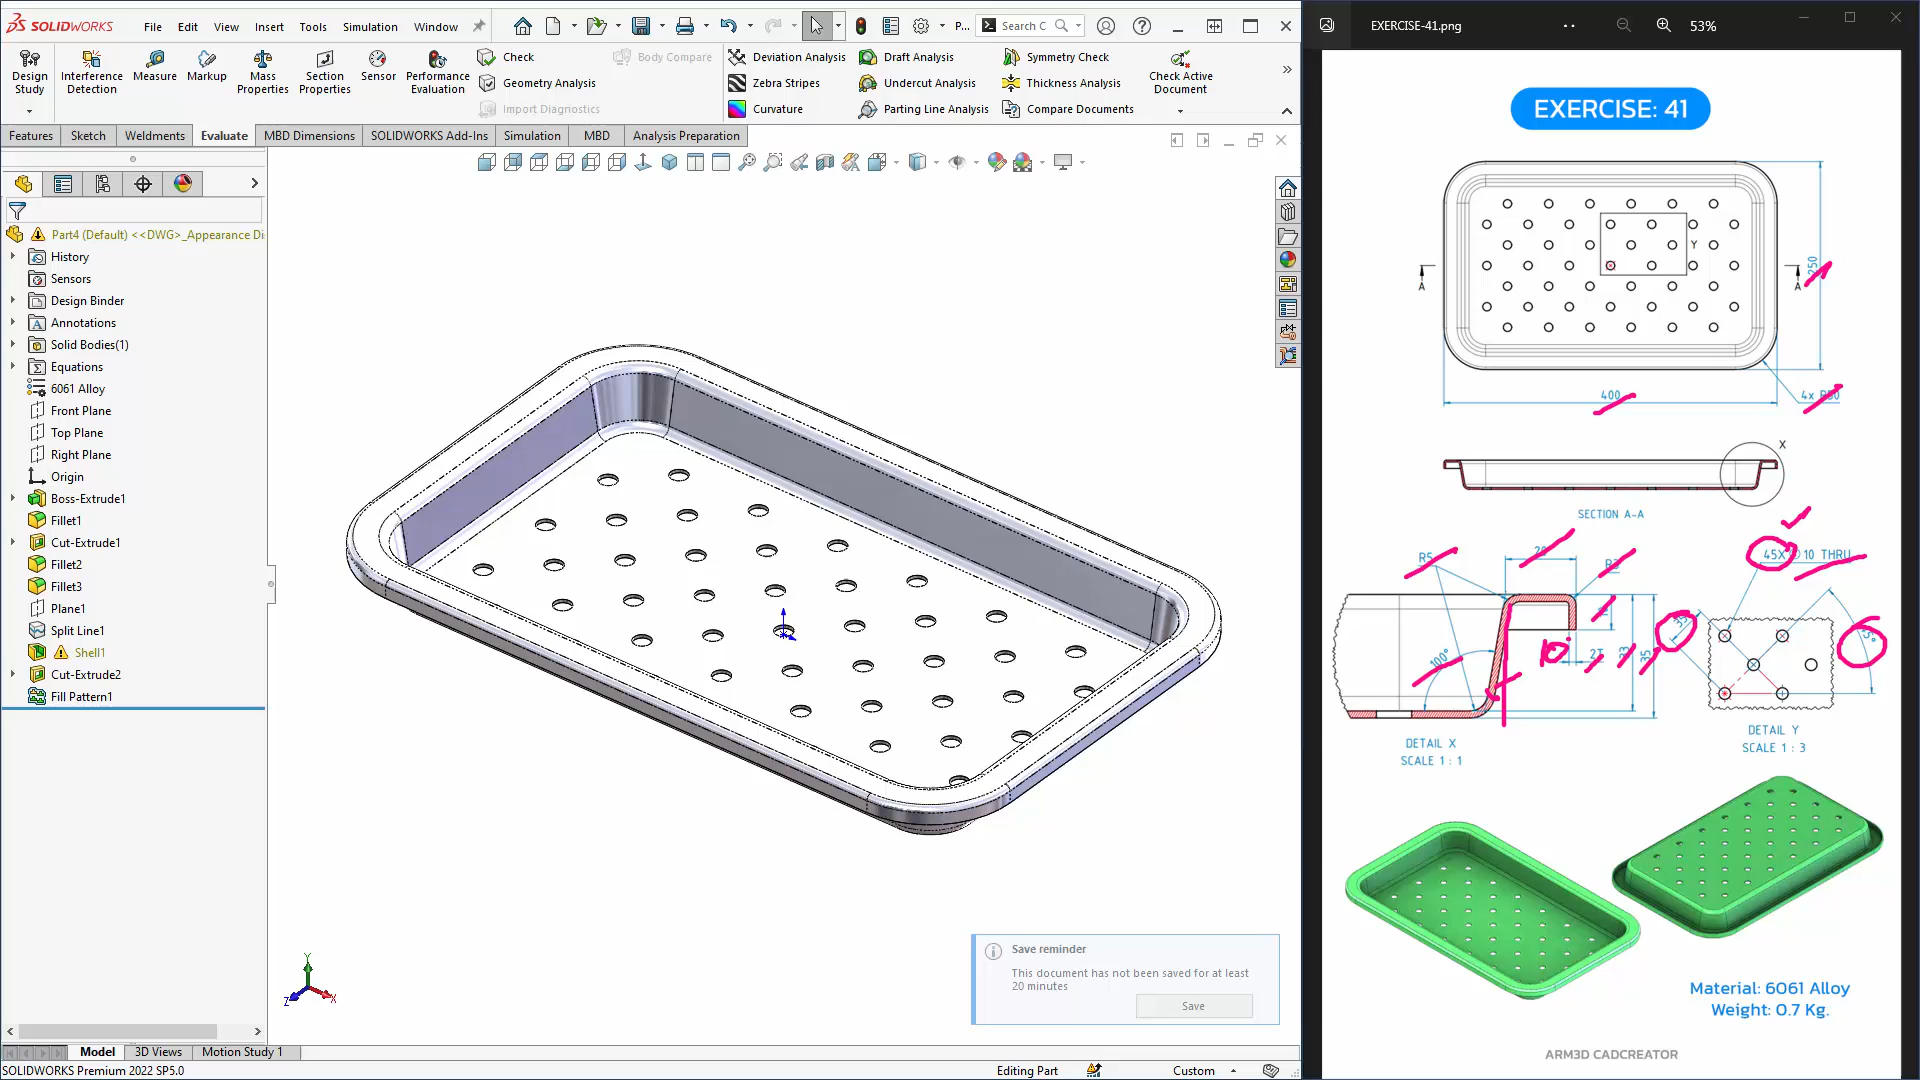 SOLIDWORKS File Edit View Insert Tools Simulation Window P... Search C
Design Study
Interference Detection
Measure
Markup
Mass Properties
Section Properties
Sensor
Performance Evaluation
Check
Geometry Analysis
Import Diagnostics
Body Compare
Deviation Analysis
Zebra Stripes
Curvature
Draft Analysis
Undercut Analysis
Parting Line Analysis
Symmetry Check
Thickness Analysis
Compare Documents
Check Active Document
Features Sketch Weldments Evaluate MBD Dimensions SOLIDWORKS Add-Ins Simulation MBD Analysis Preparation
Part4 (Default) <<DWG>_Appearance Di
History
Sensors
Design Binder
Annotations
Solid Bodies(1)
Equations
6061 Alloy
Front Plane
Top Plane
Right Plane
Origin
Boss-Extrude1
Fillet1
Cut-Extrude1
Fillet2
Fillet3
Plane1
Split Line1
Shell1
Cut-Extrude2
Fill Pattern1
Y
Z
X
Save reminder
This document has not been saved for at least
20 minutes
Save
Model 3D Views Motion Study 1
SOLIDWORKS Premium 2022 SP5.0 Editing Part Custom
EXERCISE-41.png 53%
EXERCISE: 41
Y
A A
250
400
4x R50
X
SECTION A-A
R5
R3
100°
10
33
35
45X
10 THRU
DETAIL X
SCALE 1 : 1
DETAIL Y
SCALE 1 : 3
Material: 6061 Alloy
Weight: 0.7 Kg.
ARM3D CADCREATOR